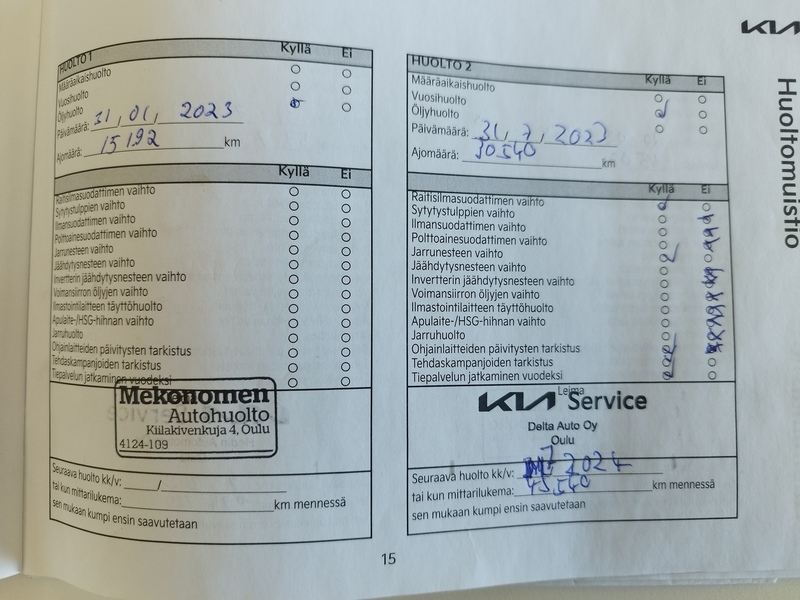 KIA
Huoltomuistio
HUOLTO 1 Kyllä Ei
Määräaikaishuolto
Vuosihuolto
Öljyhuolto
Päivämäärä: 31, 01, 2023
Ajomäärä: 15192 km
Kyllä Ei
Raitisilmasuodattimen vaihto
Sytytystulppien vaihto
Ilmansuodattimen vaihto
Polttoainesuodattimen vaihto
Jarrunesteen vaihto
Jäähdytysnesteen vaihto
Invertterin jäähdytysnesteen vaihto
Voimansiirron öljyjen vaihto
Ilmastointilaitteen täyttöhuolto
Apulaite-/HSG-hihnan vaihto
Jarruhuolto
Ohjainlaitteiden päivitysten tarkistus
Tehdaskampanjoiden tarkistus
Tiepalvelun jatkaminen vuodeksi
Mekonomen
Autohuolto
Kiilakivenkuja 4, Oulu
4124-109
Seuraava huolto kk/v: /
tai kun mittarilukema: km mennessä
sen mukaan kumpi ensin saavutetaan
HUOLTO 2 Kyllä Ei
Määräaikaishuolto
Vuosihuolto
Öljyhuolto
Päivämäärä: 31, 7, 2023
Ajomäärä: 30540 km
Kyllä Ei
Raitisilmasuodattimen vaihto
Sytytystulppien vaihto
Ilmansuodattimen vaihto
Polttoainesuodattimen vaihto
Jarrunesteen vaihto
Jäähdytysnesteen vaihto
Invertterin jäähdytysnesteen vaihto
Voimansiirron öljyjen vaihto
Ilmastointilaitteen täyttöhuolto
Apulaite-/HSG-hihnan vaihto
Jarruhuolto
Ohjainlaitteiden päivitysten tarkistus
Tehdaskampanjoiden tarkistus
Tiepalvelun jatkaminen vuodeksi
Leima
KIA Service
Delta Auto Oy
Oulu
Seuraava huolto kk/v: 7 2024
tai kun mittarilukema: 45540 km mennessä
sen mukaan kumpi ensin saavutetaan
15